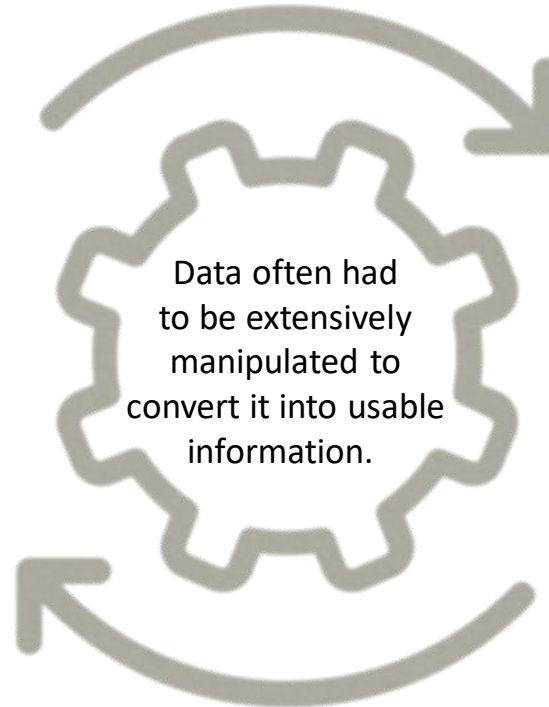 Data often had
to be extensively
manipulated to
convert it into usable
information.